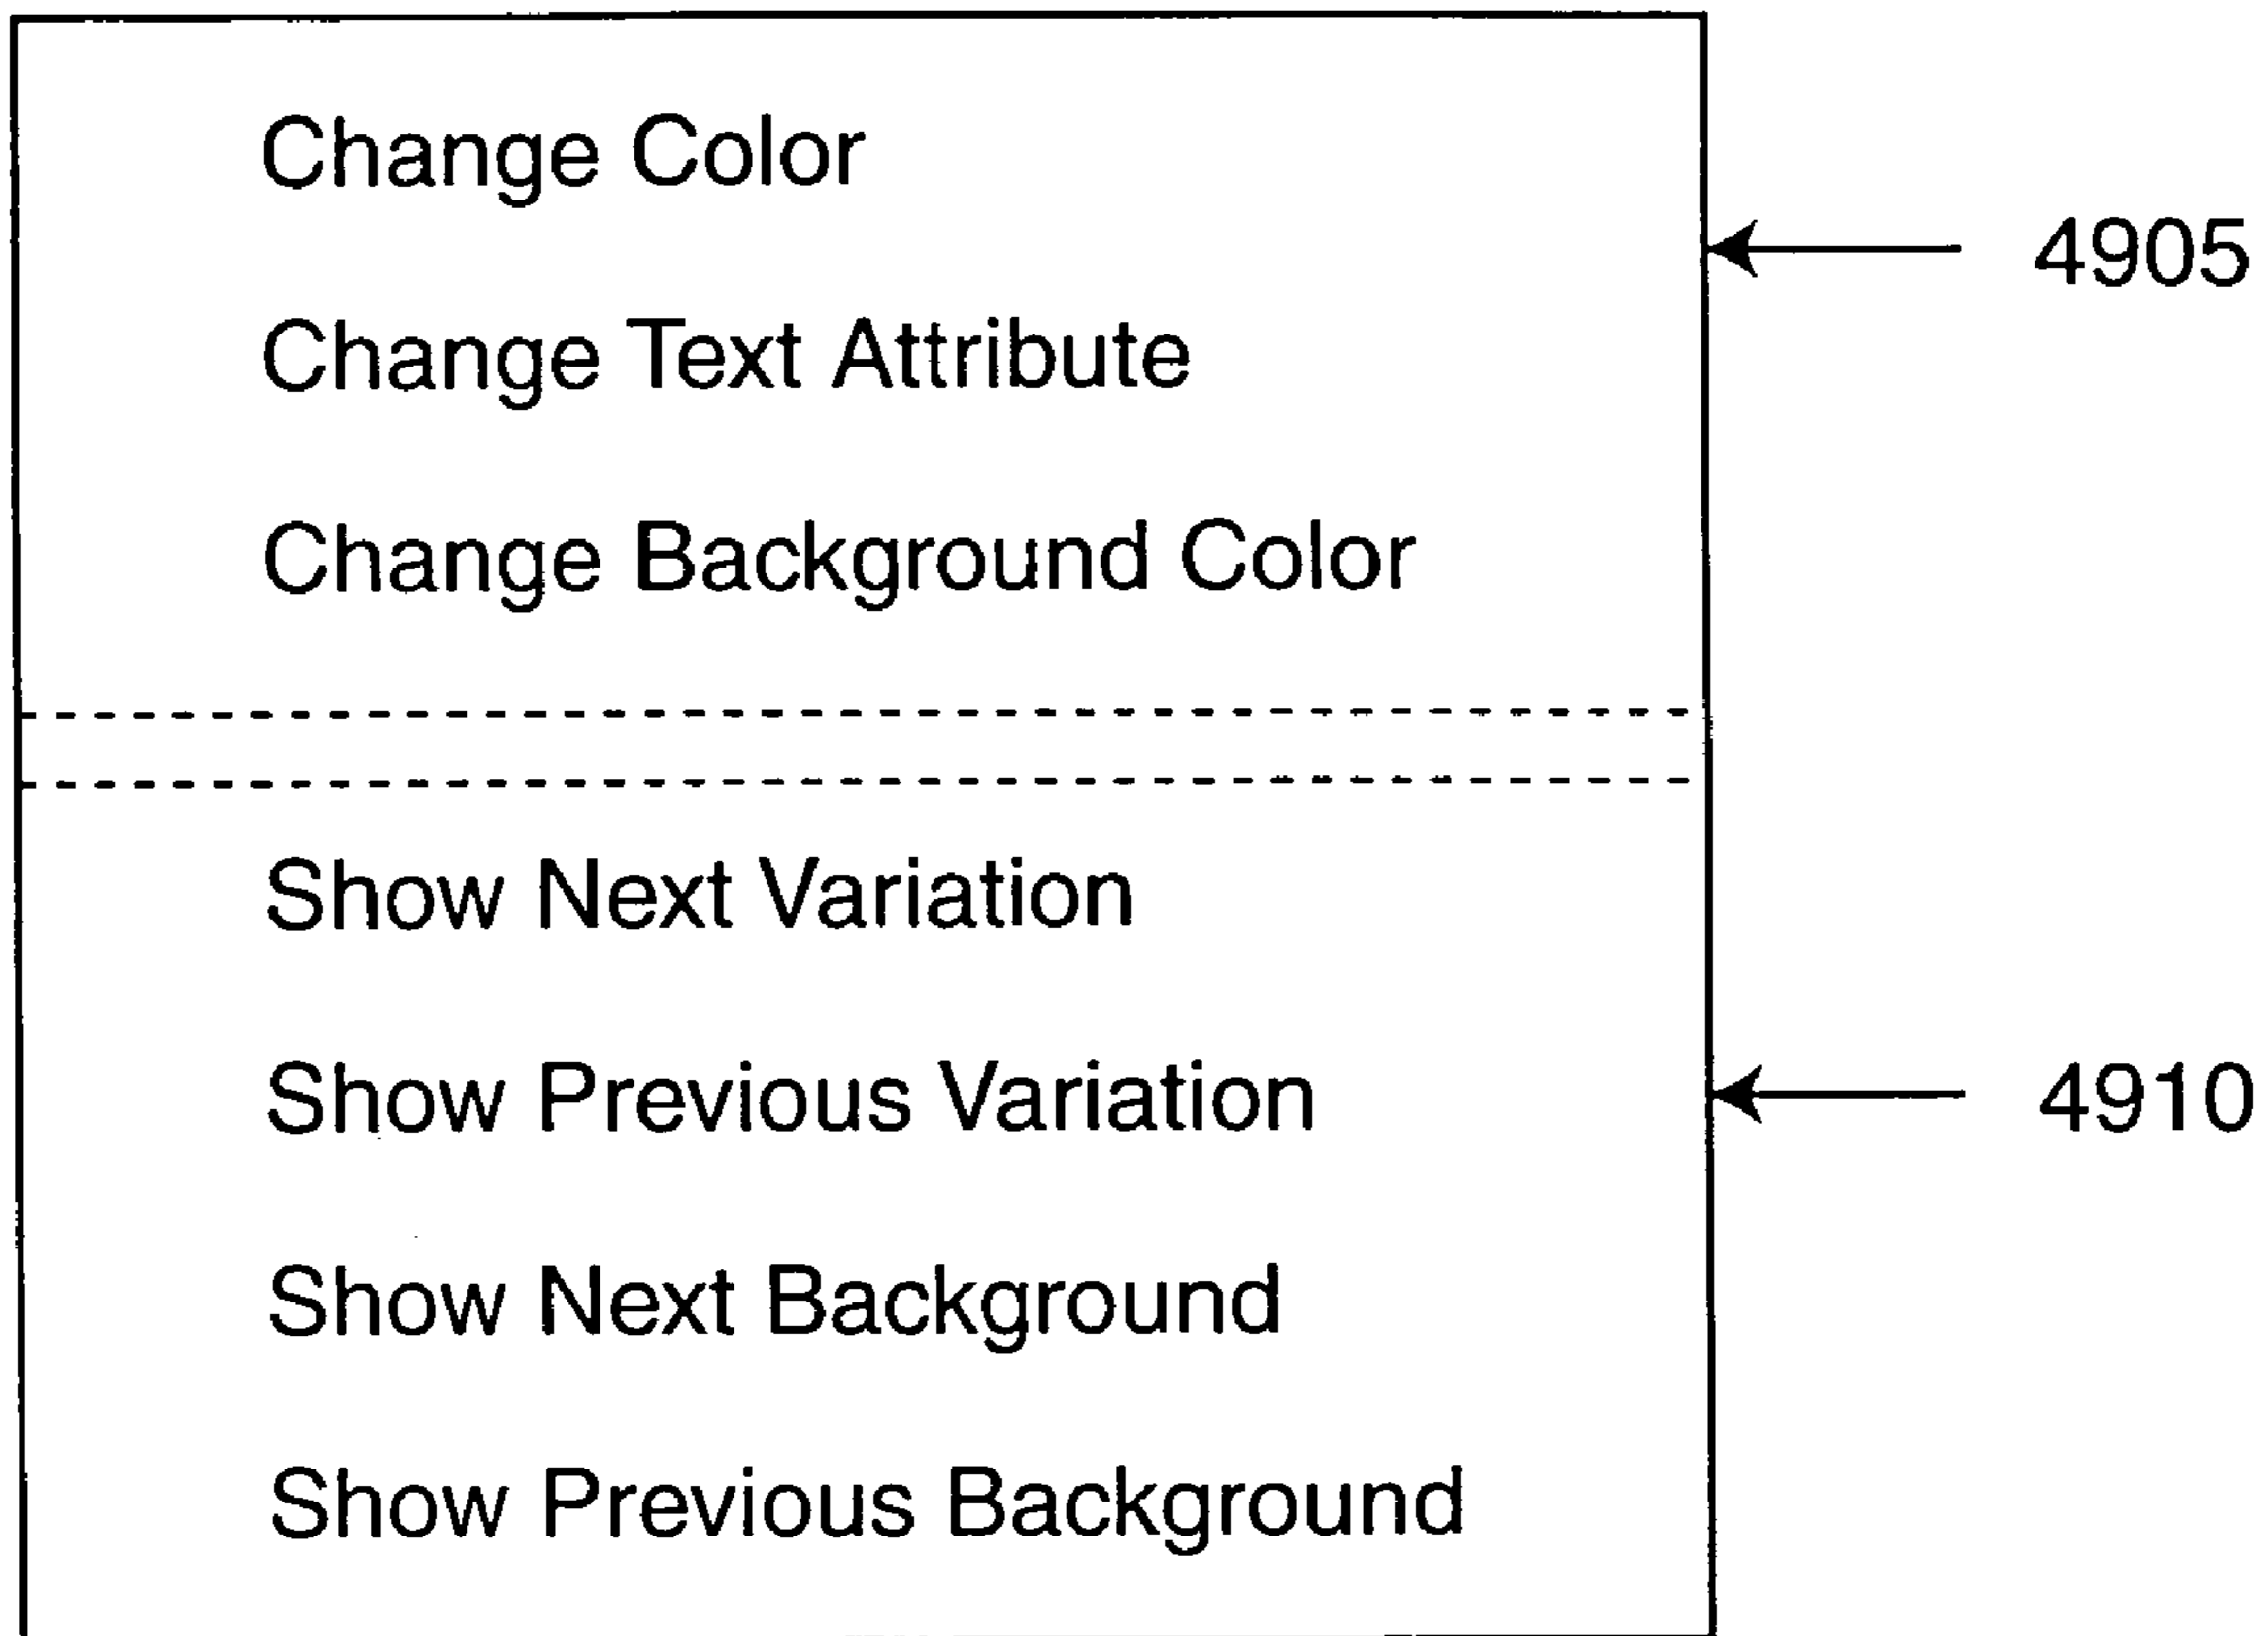 Change Color
4905
Change Text Attribute
Change Background Color
Show Next Variation
Show Previous Variation
4910
Show Next Background
Show Previous Background